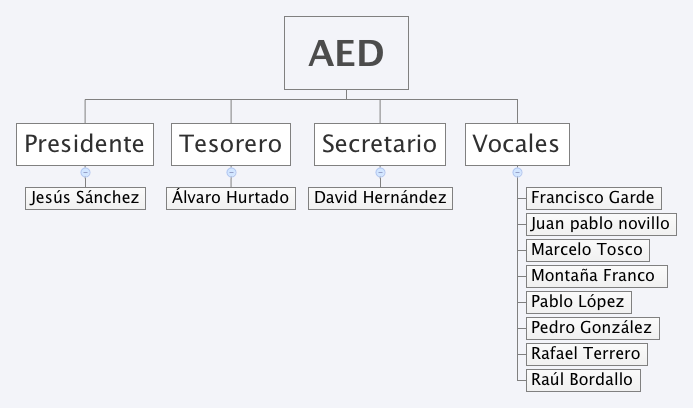 AED
Presidente
Tesorero
Secretario
Vocales
Jesús Sánchez
Álvaro Hurtado
David Hernández
Francisco Garde
Juan pablo novillo
Marcelo Tosco
Montaña Franco
Pablo López
Pedro González
Rafael Terrero
Raúl Bordallo